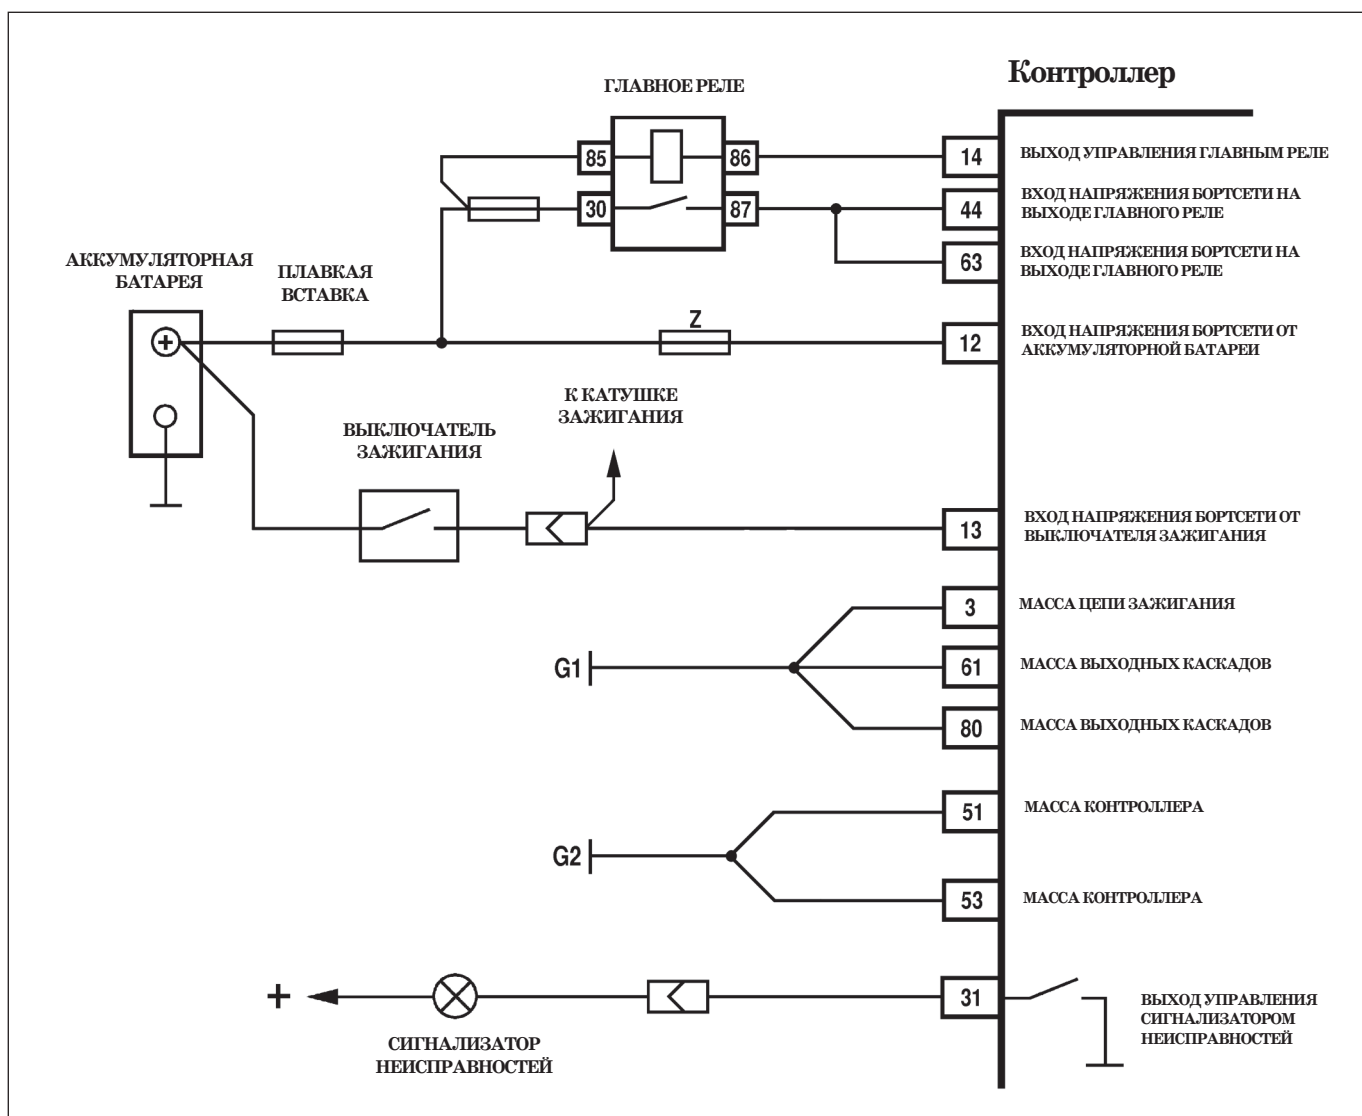 Контроллер
ГЛАВНОЕ РЕЛЕ
85
86
14
ВЫХОД УПРАВЛЕНИЯ ГЛАВНЫМ РЕЛЕ
30
87
44
ВХОД НАПРЯЖЕНИЯ БОРТСЕТИ НА
ВЫХОДЕ ГЛАВНОГО РЕЛЕ
63
ВХОД НАПРЯЖЕНИЯ БОРТСЕТИ НА
ВЫХОДЕ ГЛАВНОГО РЕЛЕ
АККУМУЛЯТОРНАЯ
БАТАРЕЯ
ПЛАВКАЯ
ВСТАВКА
+
Z
12
ВХОД НАПРЯЖЕНИЯ БОРТСЕТИ ОТ
АККУМУЛЯТОРНОЙ БАТАРЕИ
К КАТУШКЕ
ЗАЖИГАНИЯ
ВЫКЛЮЧАТЕЛЬ
ЗАЖИГАНИЯ
13
ВХОД НАПРЯЖЕНИЯ БОРТСЕТИ ОТ
ВЫКЛЮЧАТЕЛЯ ЗАЖИГАНИЯ
3
МАССА ЦЕПИ ЗАЖИГАНИЯ
G1
61
МАССА ВЫХОДНЫХ КАСКАДОВ
80
МАССА ВЫХОДНЫХ КАСКАДОВ
51
МАССА КОНТРОЛЛЕРА
G2
53
МАССА КОНТРОЛЛЕРА
+
31
ВЫХОД УПРАВЛЕНИЯ
СИГНАЛИЗАТОРОМ
НЕИСПРАВНОСТЕЙ
СИГНАЛИЗАТОР
НЕИСПРАВНОСТЕЙ